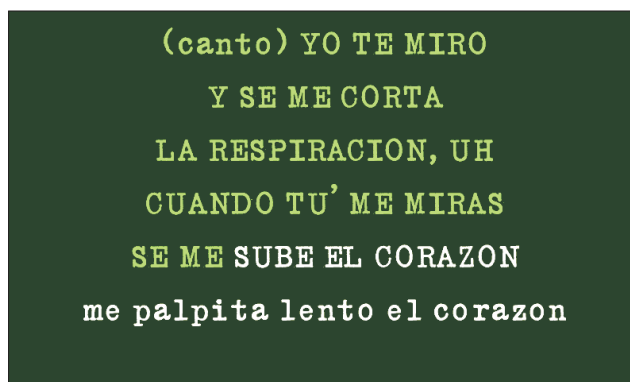 (canto) YO TE MIRO
Y SE ME CORTA
LA RESPIRACION, UH
CUANDO TU' ME MIRAS
SE ME SUBE EL CORAZON
me palpita lento el corazon